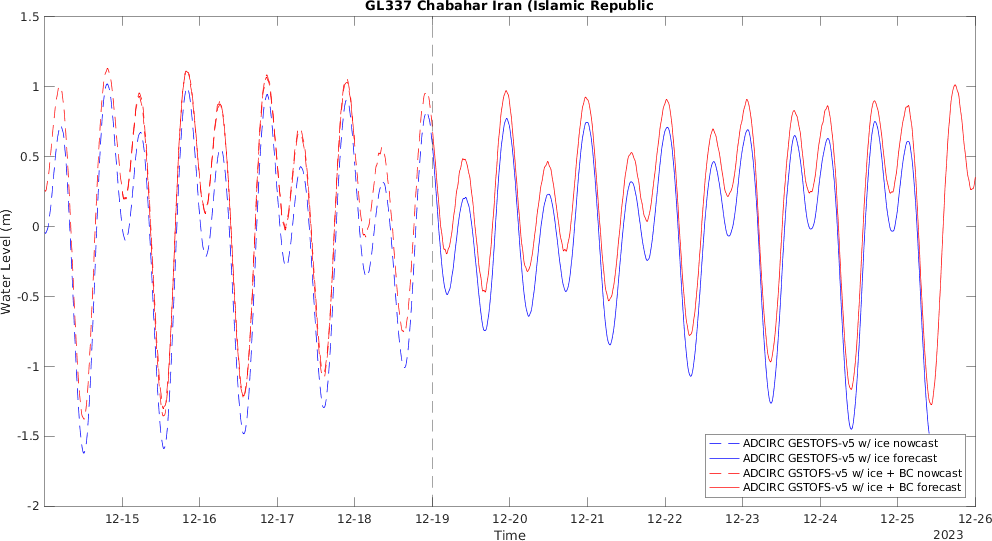 GL337 Chabahar Iran (Islamic Republic
1.5
1
0.5
0
-0.5
-1
-1.5
-2
Water Level (m)
12-15 12-16 12-17 12-18 12-19 12-20 12-21 12-22 12-23 12-24 12-25 12-26
Time
2023
ADCIRC GESTOFS-v5 w/ ice nowcast
ADCIRC GESTOFS-v5 w/ ice forecast
ADCIRC GSTOFS-v5 w/ ice + BC nowcast
ADCIRC GSTOFS-v5 w/ ice + BC forecast